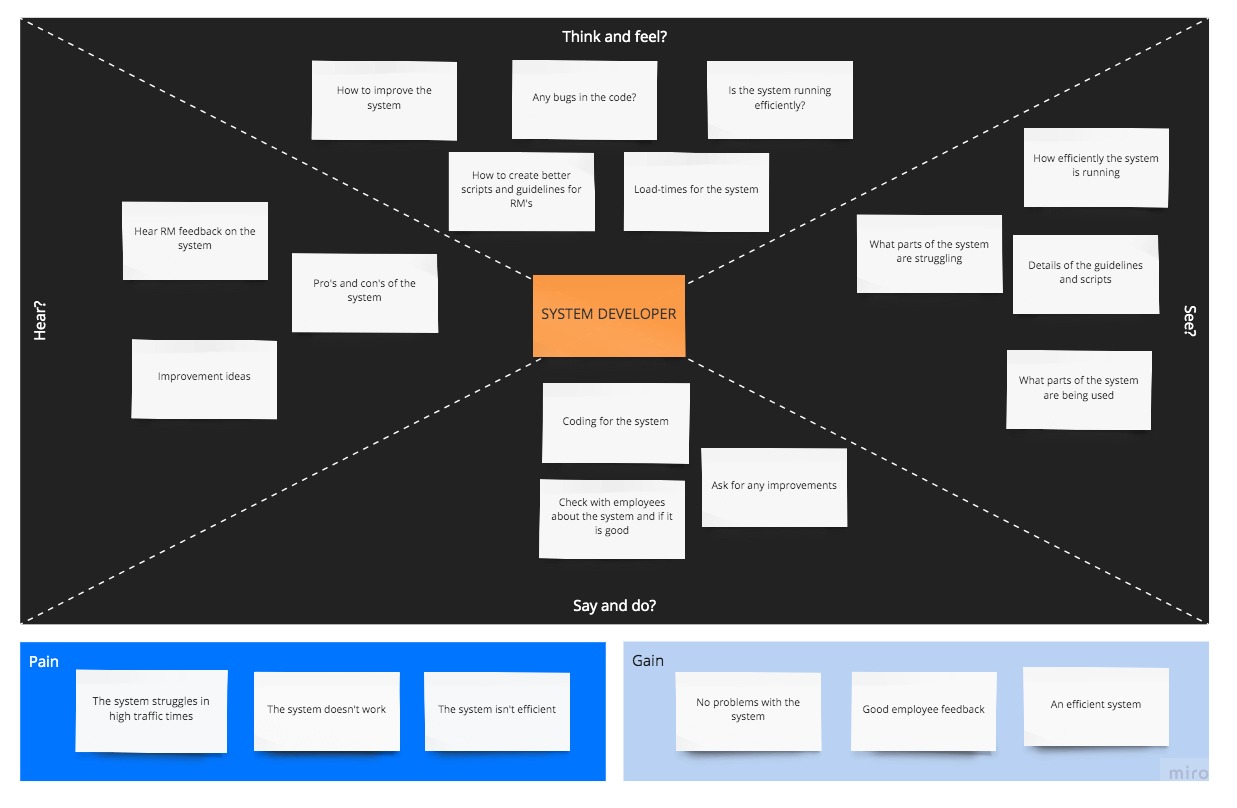 Think and feel?
How to improve the
system
Any bugs in the code?
Is the system running
efficiently?
How to create better
scripts and guidelines for
RM's
Load-times for the system
Hear?
Hear RM feedback on the
system
Pro's and con's of the
system
Improvement ideas
SYSTEM DEVELOPER
See?
How efficiently the system
is running
What parts of the system
are struggling
Details of the guidelines
and scripts
What parts of the system
are being used
Coding for the system
Ask for any improvements
Check with employees
about the system and if it
is good
Say and do?
Pain
The system struggles in
high traffic times
The system doesn't work
The system isn't efficient
Gain
No problems with the
system
Good employee feedback
An efficient system
miro